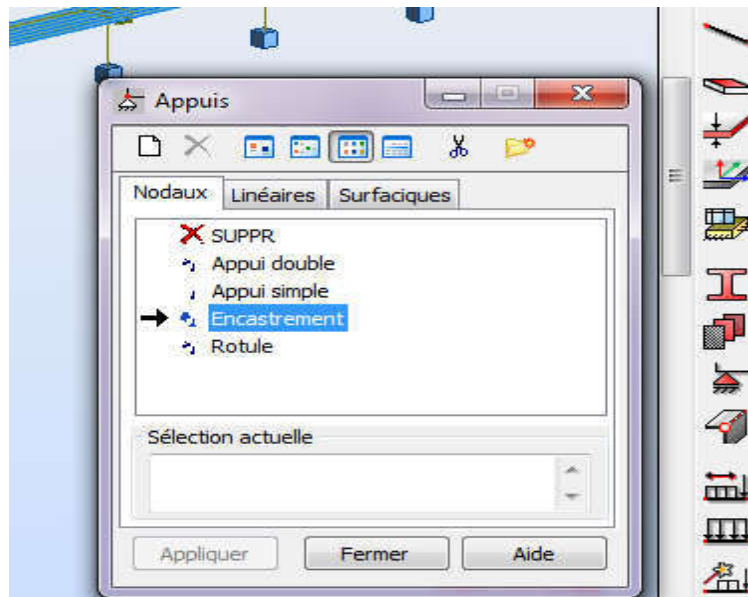 Appuis
Nodaux Linéaires Surfaciques
SUPPR
Appui double
Appui simple
Encastrement
Rotule
Sélection actuelle
Appliquer Fermer Aide